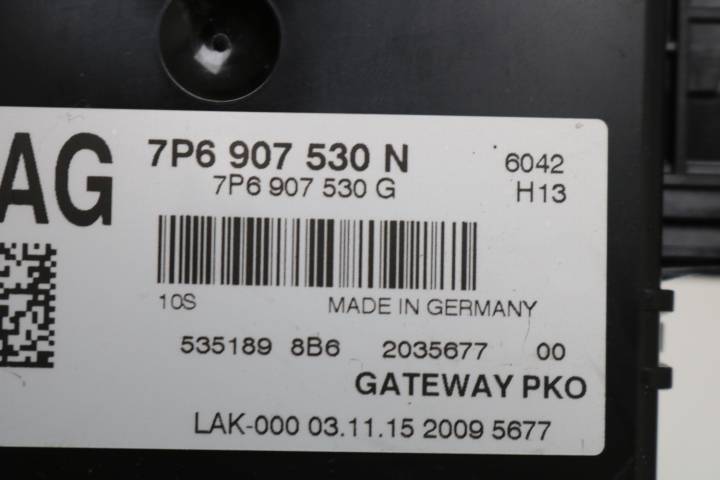 AG
7P6 907 530 N 6042
7P6 907 530 G H13
10S MADE IN GERMANY
535189 8B6 2035677 00
GATEWAY PKO
LAK-000 03.11.15 2009 5677